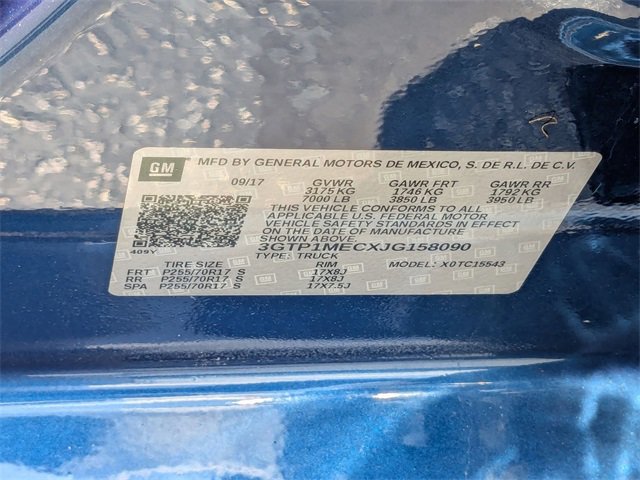 GM MFD BY GENERAL MOTORS DE MEXICO, S. DE R.L. DE C.V.
09/17 GVWR GAWR FRT GAWR RR
3175 KG 1746 KG 1792 KG
7000 LB 3850 LB 3950 LB
THIS VEHICLE CONFORMS TO ALL
APPLICABLE U.S. FEDERAL MOTOR
VEHICLE SAFETY STANDARDS IN EFFECT
ON THE DATE OF MANUFACTURE
SHOWN ABOVE.
409Y 3GTP1MECXJG158090
TYPE: TRUCK
TIRE SIZE RIM MODEL: X0TC15543
FRT P255/70R17 S 17X8J
RR P255/70R17 S 17X8J
SPA P255/70R17 S 17X7.5J